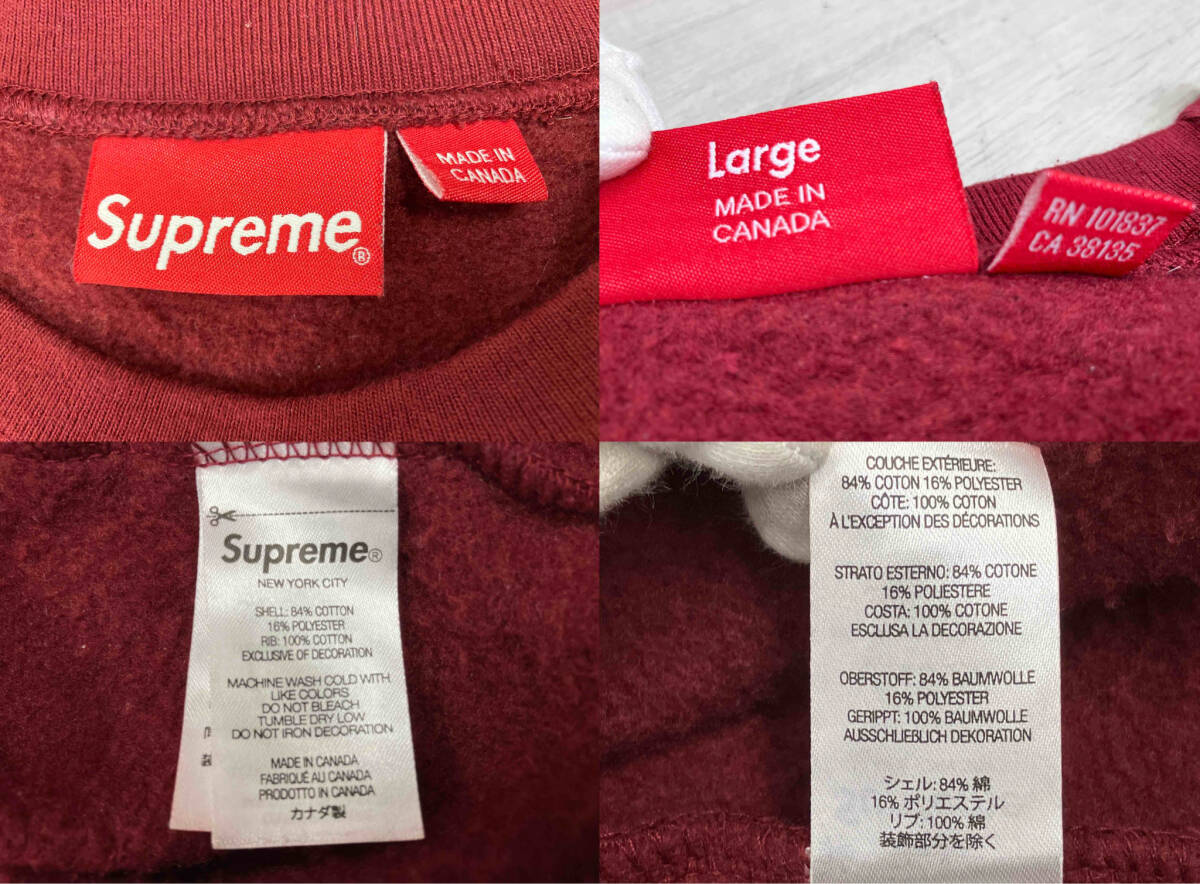 Supreme®
MADE IN
CANADA
Large
MADE IN
CANADA
RN 101837
CA 38135
Supreme®
NEW YORK CITY
SHELL: 84% COTTON
16% POLYESTER
RIB: 100% COTTON
EXCLUSIVE OF DECORATION
MACHINE WASH COLD WITH
LIKE COLORS
DO NOT BLEACH
TUMBLE DRY LOW
DO NOT IRON DECORATION
MADE IN CANADA
FABRIQUÉ AU CANADA
PRODOTTO IN CANADA
カナダ製
COUCHE EXTÉRIEURE:
84% COTON 16% POLYESTER
CÔTE: 100% COTON
À L'EXCEPTION DES DÉCORATIONS
STRATO ESTERNO: 84% COTONE
16% POLIESTERE
COSTA: 100% COTONE
ESCLUSA LA DECORAZIONE
OBERSTOFF: 84% BAUMWOLLE
16% POLYESTER
GERIPPT: 100% BAUMWOLLE
AUSSCHLIEBLICH DEKORATION
シェル: 84% 綿
16% ポリエステル
リブ: 100% 綿
装飾部分を除く